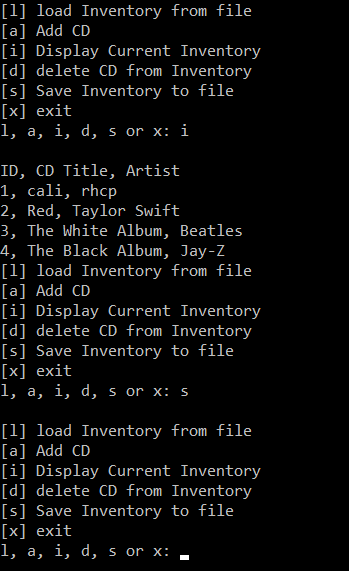 [l] load Inventory from file
[a] Add CD
[i] Display Current Inventory
[d] delete CD from Inventory
[s] Save Inventory to file
[x] exit
l, a, i, d, s or x: i
ID, CD Title, Artist
1, cali, rhcp
2, Red, Taylor Swift
3, The White Album, Beatles
4, The Black Album, Jay-Z
[l] load Inventory from file
[a] Add CD
[i] Display Current Inventory
[d] delete CD from Inventory
[s] Save Inventory to file
[x] exit
l, a, i, d, s or x: s
[l] load Inventory from file
[a] Add CD
[i] Display Current Inventory
[d] delete CD from Inventory
[s] Save Inventory to file
[x] exit
l, a, i, d, s or x: